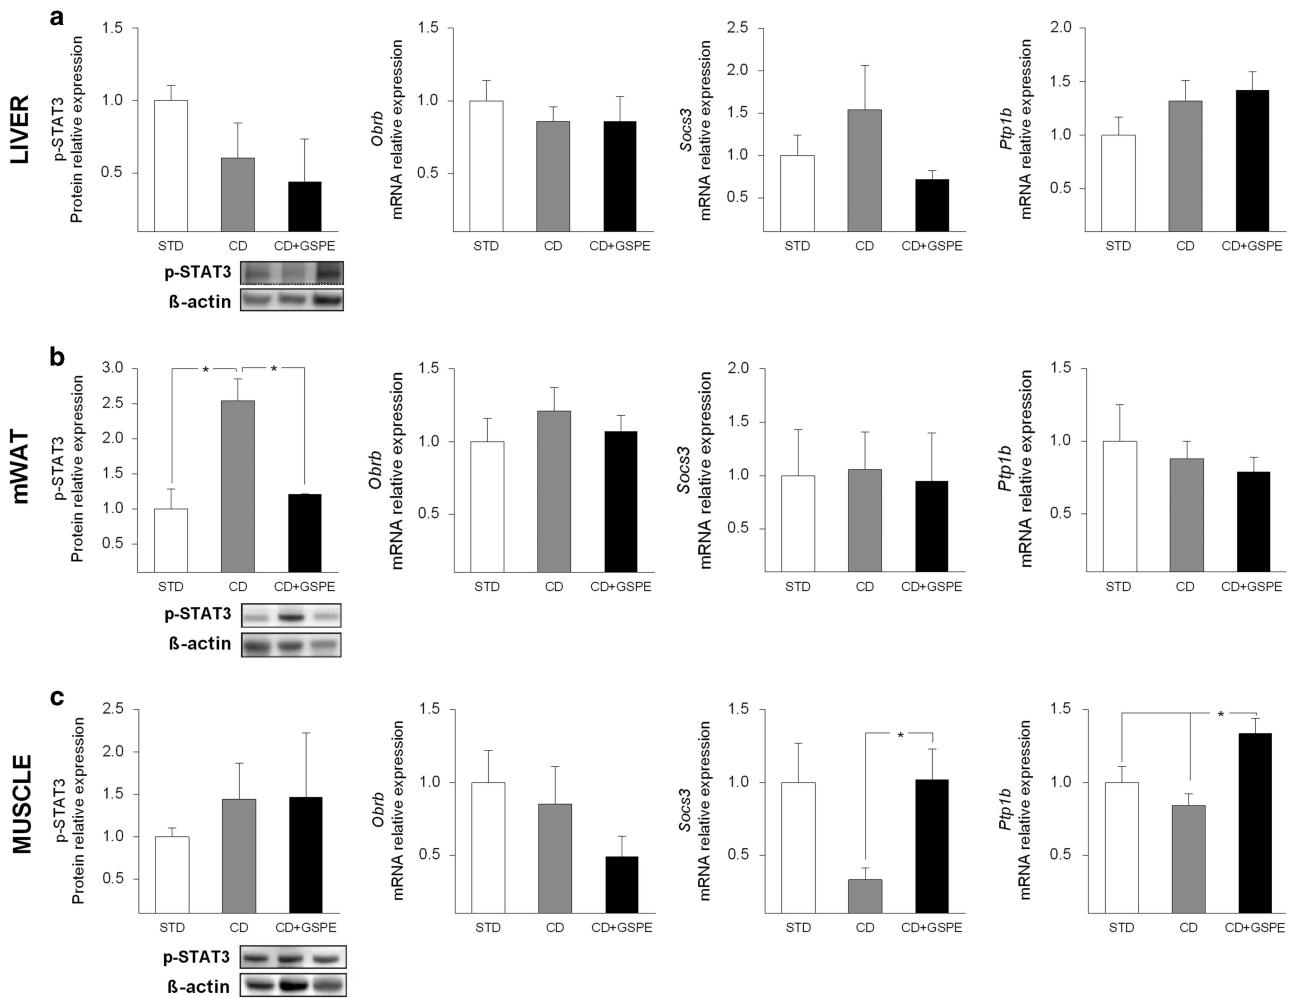 a
LIVER
p-STAT3
Protein relative expression
1.5
1.0
0.5
STD CD CD+GSPE
p-STAT3
ß-actin
Obrb
mRNA relative expression
1.5
1.0
0.5
STD CD CD+GSPE
Socs3
mRNA relative expression
2.5
2.0
1.5
1.0
0.5
STD CD CD+GSPE
Ptp1b
mRNA relative expression
2.0
1.5
1.0
0.5
STD CD CD+GSPE
b
mWAT
p-STAT3
Protein relative expression
3.0
2.5
2.0
1.5
1.0
0.5
* *
STD CD CD+GSPE
p-STAT3
ß-actin
Obrb
mRNA relative expression
1.5
1.0
0.5
STD CD CD+GSPE
Socs3
mRNA relative expression
2.0
1.5
1.0
0.5
STD CD CD+GSPE
Ptp1b
mRNA relative expression
1.5
1.0
0.5
STD CD CD+GSPE
c
MUSCLE
p-STAT3
Protein relative expression
2.5
2.0
1.5
1.0
0.5
STD CD CD+GSPE
p-STAT3
ß-actin
Obrb
mRNA relative expression
1.5
1.0
0.5
STD CD CD+GSPE
Socs3
mRNA relative expression
1.5
1.0
0.5
*
STD CD CD+GSPE
Ptp1b
mRNA relative expression
1.5
1.0
0.5
*
STD CD CD+GSPE